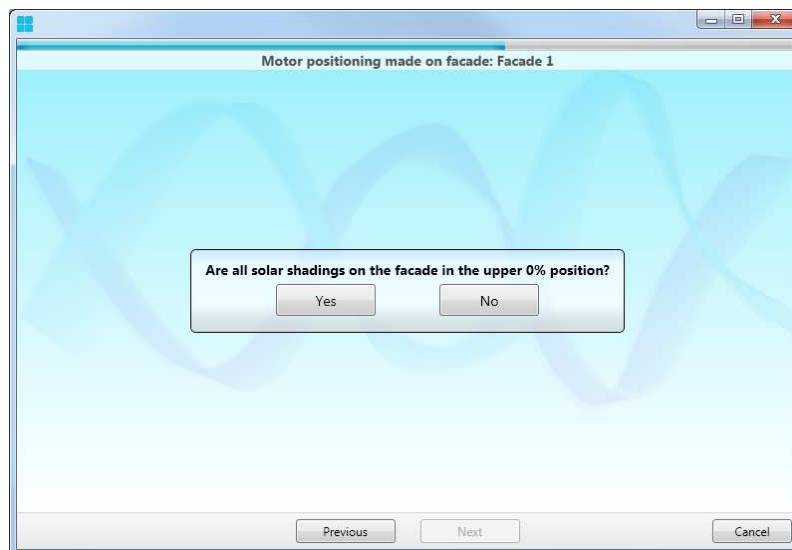 Motor positioning made on facade: Facade 1
Are all solar shadings on the facade in the upper 0% position?
Yes No
Previous Next Cancel